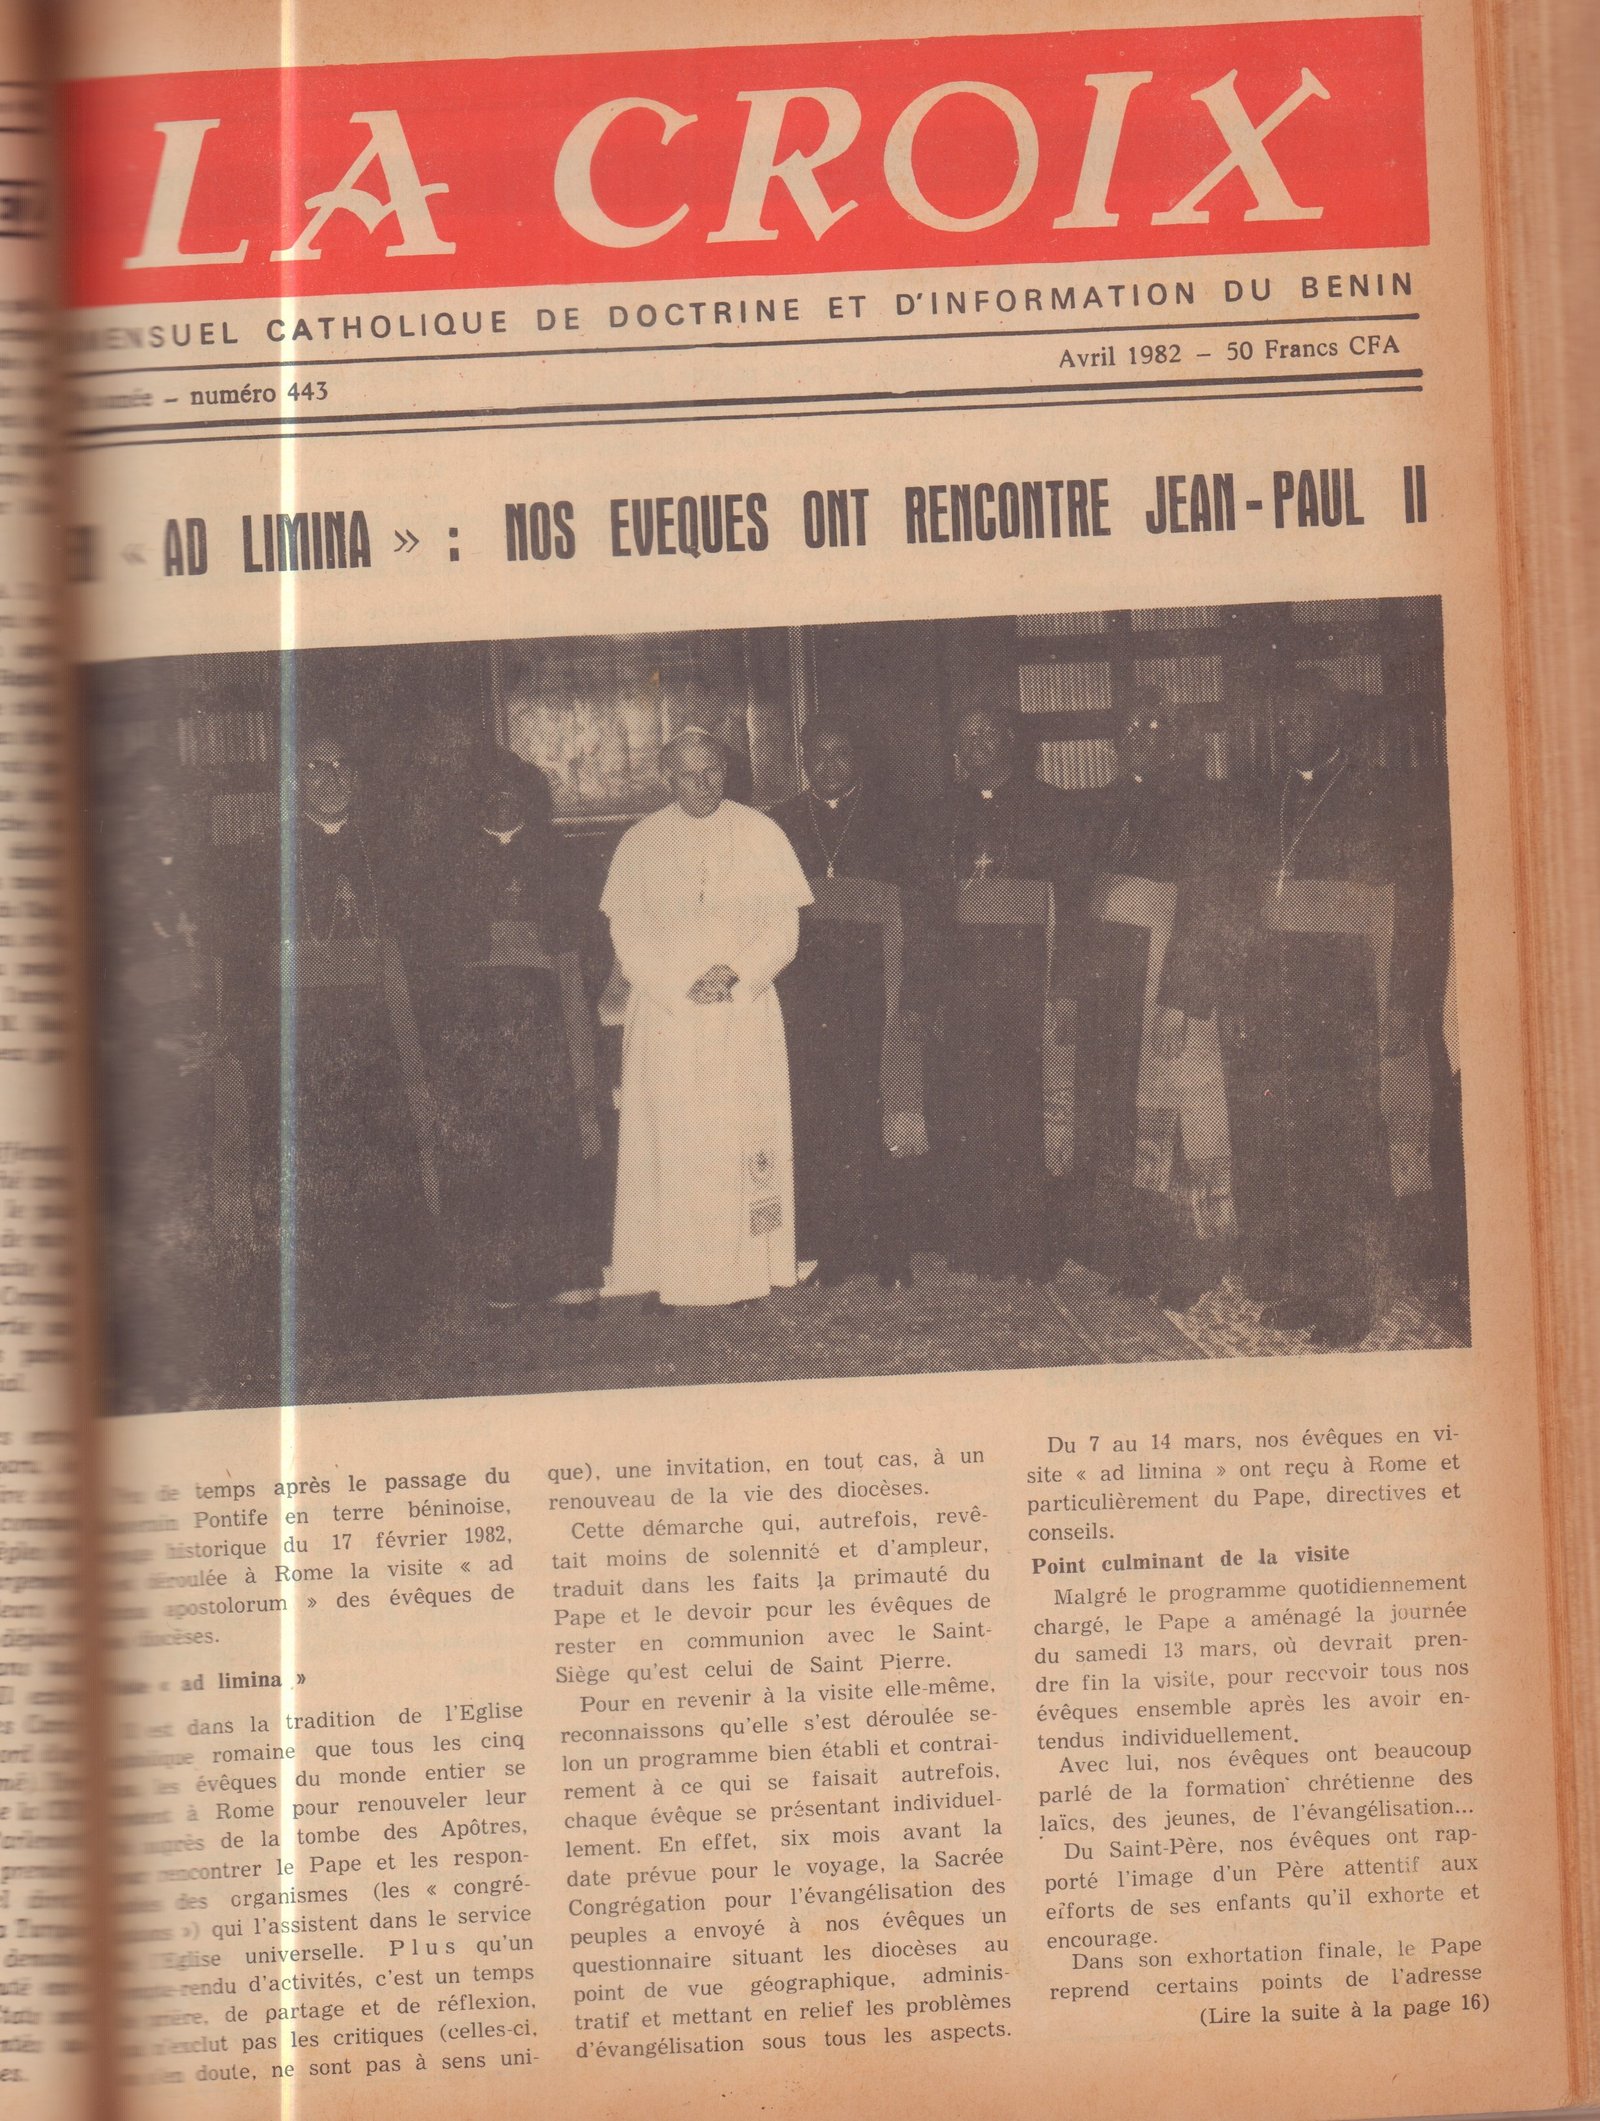 LA CROIX
MENSUEL CATHOLIQUE DE DOCTRINE ET D'INFORMATION DU BENIN
– numéro 443
Avril 1982 – 50 Francs CFA
« AD LIMINA » : NOS EVEQUES ONT RENCONTRE JEAN-PAUL II
de temps après le passage du
Pontife en terre béninoise,
historique du 17 février 1982,
déroulée à Rome la visite « ad
apostolorum » des évêques de
diocèses.
« ad limina »
est dans la tradition de l'Eglise
romaine que tous les cinq
les évêques du monde entier se
à Rome pour renouveler leur
auprès de la tombe des Apôtres,
rencontrer le Pape et les respon-
des organismes (les « congré-
») qui l'assistent dans le service
Eglise universelle. Plus qu'un
-rendu d'activités, c'est un temps
de partage et de réflexion,
n'exclut pas les critiques (celles-ci,
doute, ne sont pas à sens uni-
que), une invitation, en tout cas, à un
renouveau de la vie des diocèses.
Cette démarche qui, autrefois, revê-
tait moins de solennité et d'ampleur,
traduit dans les faits la primauté du
Pape et le devoir pour les évêques de
rester en communion avec le Saint-
Siège qu'est celui de Saint Pierre.
Pour en revenir à la visite elle-même,
reconnaissons qu'elle s'est déroulée se-
lon un programme bien établi et contrai-
rement à ce qui se faisait autrefois,
chaque évêque se présentant individuel-
lement. En effet, six mois avant la
date prévue pour le voyage, la Sacrée
Congrégation pour l'évangélisation des
peuples a envoyé à nos évêques un
questionnaire situant les diocèses au
point de vue géographique, adminis-
tratif et mettant en relief les problèmes
d'évangélisation sous tous les aspects.
Du 7 au 14 mars, nos évêques en vi-
site « ad limina » ont reçu à Rome et
particulièrement du Pape, directives et
conseils.
Point culminant de la visite
Malgré le programme quotidiennement
chargé, le Pape a aménagé la journée
du samedi 13 mars, où devrait pren-
dre fin la visite, pour recevoir tous nos
évêques ensemble après les avoir en-
tendus individuellement.
Avec lui, nos évêques ont beaucoup
parlé de la formation chrétienne des
laïcs, des jeunes, de l'évangélisation...
Du Saint-Père, nos évêques ont rap-
porté l'image d'un Père attentif aux
efforts de ses enfants qu'il exhorte et
encourage.
Dans son exhortation finale, le Pape
reprend certains points de l'adresse
(Lire la suite à la page 16)